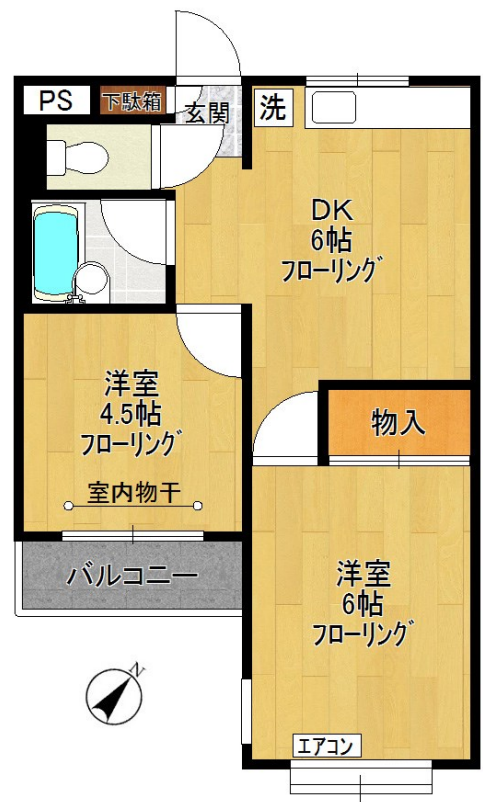 PS
下駄箱
玄関
洗
DK
6帖
フローリング
洋室
4.5帖
フローリング
室内物干
物入
バルコニー
洋室
6帖
フローリング
N
エアコン